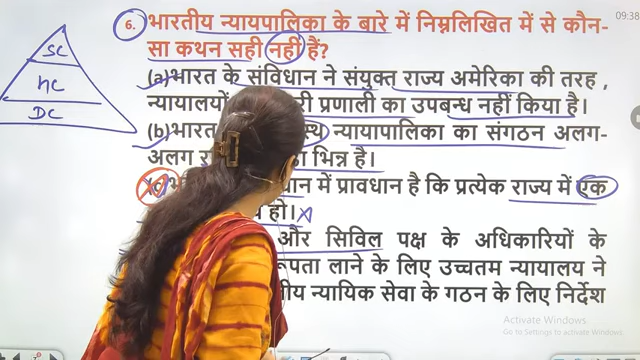 09:38
6. भारतीय न्यायपालिका के बारे में निम्नलिखित में से कौन-
सा कथन सही नहीं हैं?
SC
HC
DC
(a) भारत के संविधान ने संयुक्त राज्य अमेरिका की तरह ,
न्यायालयों री प्रणाली का उपबन्ध नहीं किया है।
(b) भारत स्थ न्यायपालिका का संगठन अलग-
अलग भिन्न है।
में प्रावधान है कि प्रत्येक राज्य में एक
हो।
और सिविल पक्ष के अधिकारियों के
रूपता लाने के लिए उच्चतम न्यायालय ने
न्यायिक सेवा के गठन के लिए निर्देश
Activate Windows
Go to Settings to activate Windows.